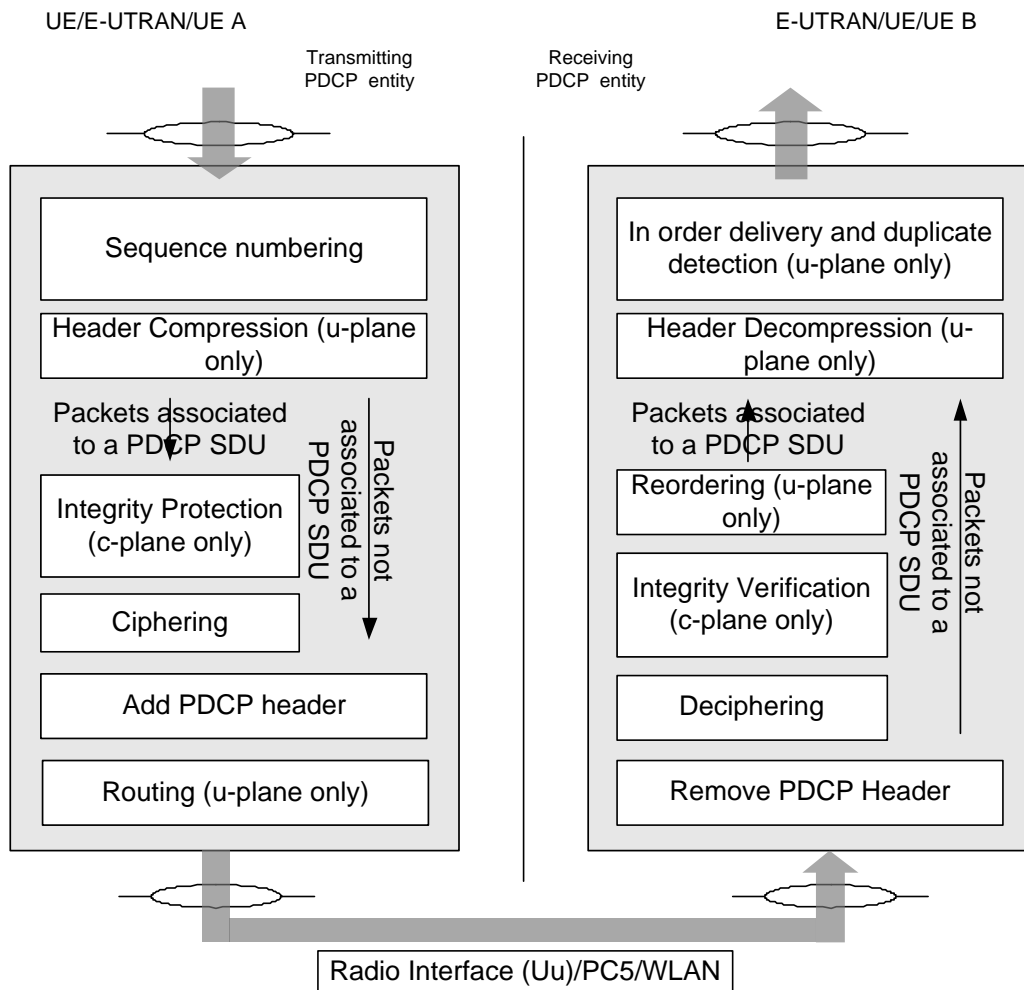 UE/E-UTRAN/UE A
E-UTRAN/UE/UE B
Transmitting
PDCP entity
Receiving
PDCP entity
Sequence numbering
Header Compression (u-plane
only)
Packets associated
to a PDCP SDU
Packets not
associated to a
PDCP SDU
Integrity Protection
(c-plane only)
Ciphering
Add PDCP header
Routing (u-plane only)
In order delivery and duplicate
detection (u-plane only)
Header Decompression (u-
plane only)
Packets associated
to a PDCP SDU
Packets not
associated to a
PDCP SDU
Reordering (u-plane
only)
Integrity Verification
(c-plane only)
Deciphering
Remove PDCP Header
Radio Interface (Uu)/PC5/WLAN